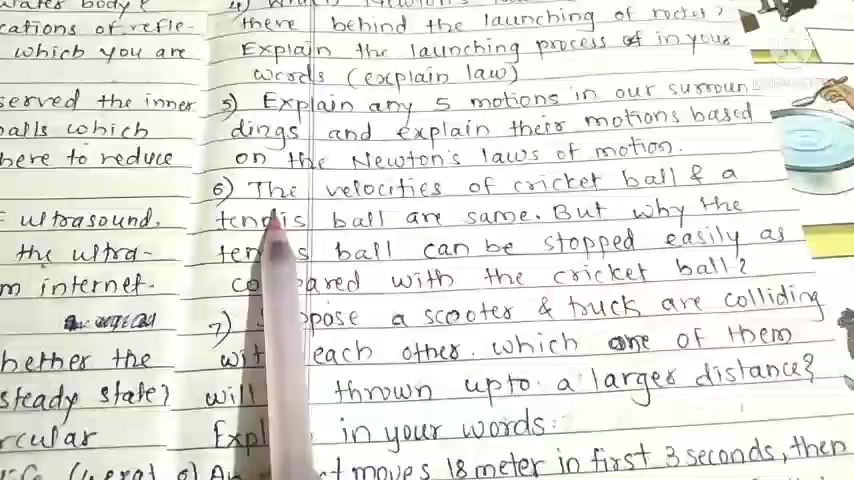 cations of refle-
which you are
served the inner
alls which
here to reduce
ultrasound,
the ultra-
m internet-
hether the
steady state?
rcular
there behind the launching of rocket?
Explain the launching process of in your
words (explain law)
5) Explain any 5 motions in our surroun
dings and explain their motions based
on the Newton's laws of motion.
6) The velocities of cricket ball & a
tennis ball are same. But why the
ten s ball can be stopped easily as
co pared with the cricket ball?
7) S pose a scooter & truck are colliding
wit each other. which one of them
will thrown upto a larger distance?
Expl in your words.
moves 18 meter in first 3 seconds, then